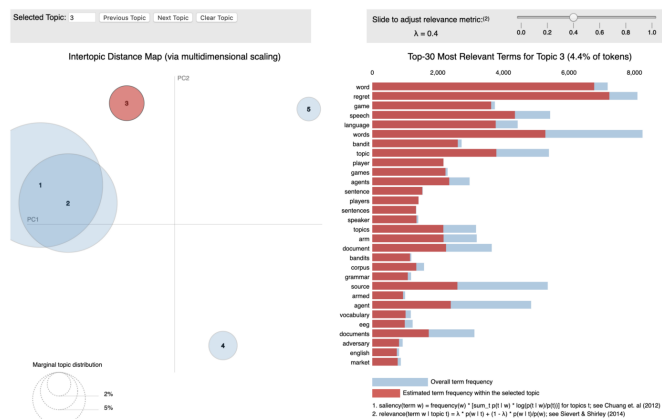 Selected Topic: 3 Previous Topic Next Topic Clear Topic
Slide to adjust relevance metric:(2)
λ = 0.4
0.0 0.2 0.4 0.6 0.8 1.0
Intertopic Distance Map (via multidimensional scaling)
PC2
PC1
1
2
3
4
5
Marginal topic distribution
2%
5%
Top-30 Most Relevant Terms for Topic 3 (4.4% of tokens)
0 2,000 4,000 6,000 8,000
word
regret
game
speech
language
words
bandit
topic
player
games
agents
sentence
players
sentences
speaker
topics
arm
document
bandits
corpus
grammar
source
armed
agent
vocabulary
eeg
documents
adversary
english
market
Overall term frequency
Estimated term frequency within the selected topic
1. saliency(term w) = frequency(w) * [sum_t p(t | w) * log(p(t | w)/p(t))] for topics t; see Chuang et. al (2012)
2. relevance(term w | topic t) = λ * p(w | t) + (1 - λ) * p(w | t)/p(w); see Sievert & Shirley (2014)